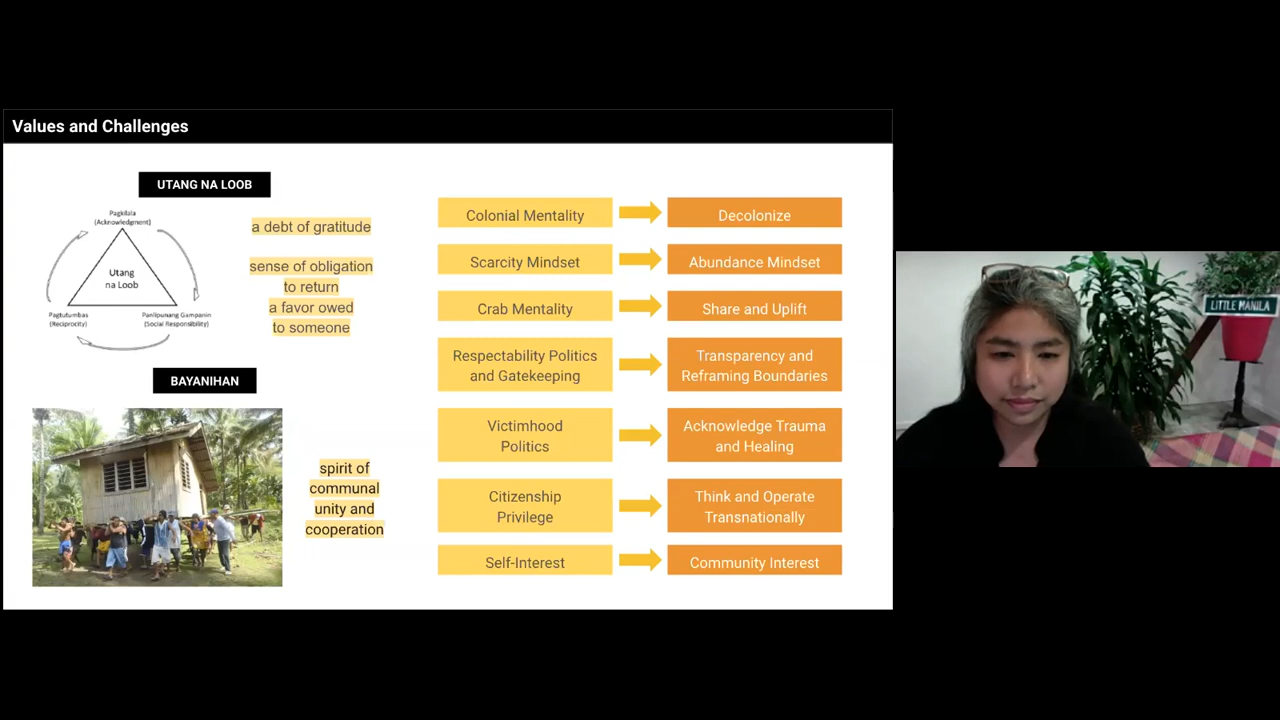 Values and Challenges
UTANG NA LOOB
Pagkilala
(Acknowledgment)
Utang
na Loob
Pagtutumbas
(Reciprocity)
Panlipunang Gampanin
(Social Responsibility)
a debt of gratitude
sense of obligation
to return
a favor owed
to someone
BAYANIHAN
spirit of
communal
unity and
cooperation
Colonial Mentality
Decolonize
Scarcity Mindset
Abundance Mindset
Crab Mentality
Share and Uplift
Respectability Politics
and Gatekeeping
Transparency and
Reframing Boundaries
Victimhood
Politics
Acknowledge Trauma
and Healing
Citizenship
Privilege
Think and Operate
Transnationally
Self-Interest
Community Interest
LITTLE MANILA